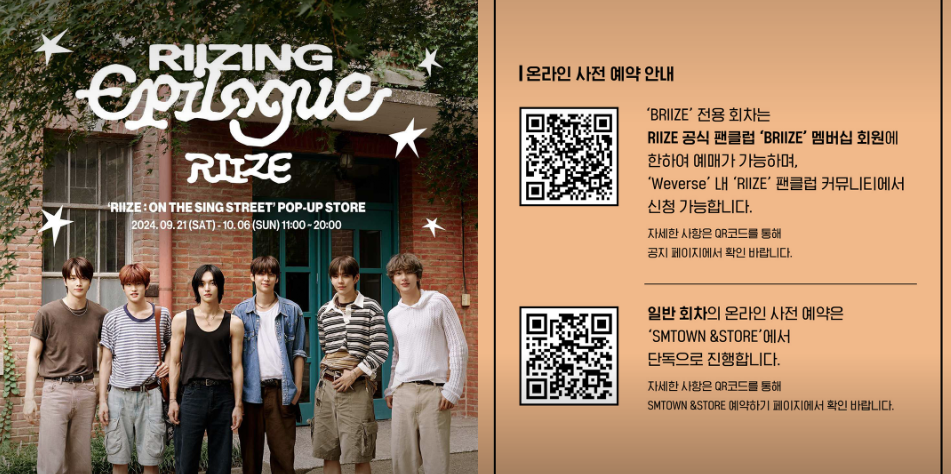 RIIZING
Epilogue
RIIZE
'RIIZE : ON THE SING STREET' POP-UP STORE
2024. 09. 21 (SAT) - 10. 06 (SUN) 11:00 - 20:00
온라인 사전 예약 안내
‘BRIIZE’ 전용 회차는
RIIZE 공식 팬클럽 ‘BRIIZE’ 멤버십 회원에
한하여 예매가 가능하며,
‘Weverse’ 내 ‘RIIZE’ 팬클럽 커뮤니티에서
신청 가능합니다.
자세한 사항은 QR코드를 통해
공지 페이지에서 확인 바랍니다.
일반 회차의 온라인 사전 예약은
‘SMTOWN &STORE’에서
단독으로 진행합니다.
자세한 사항은 QR코드를 통해
SMTOWN &STORE 예약하기 페이지에서 확인 바랍니다.